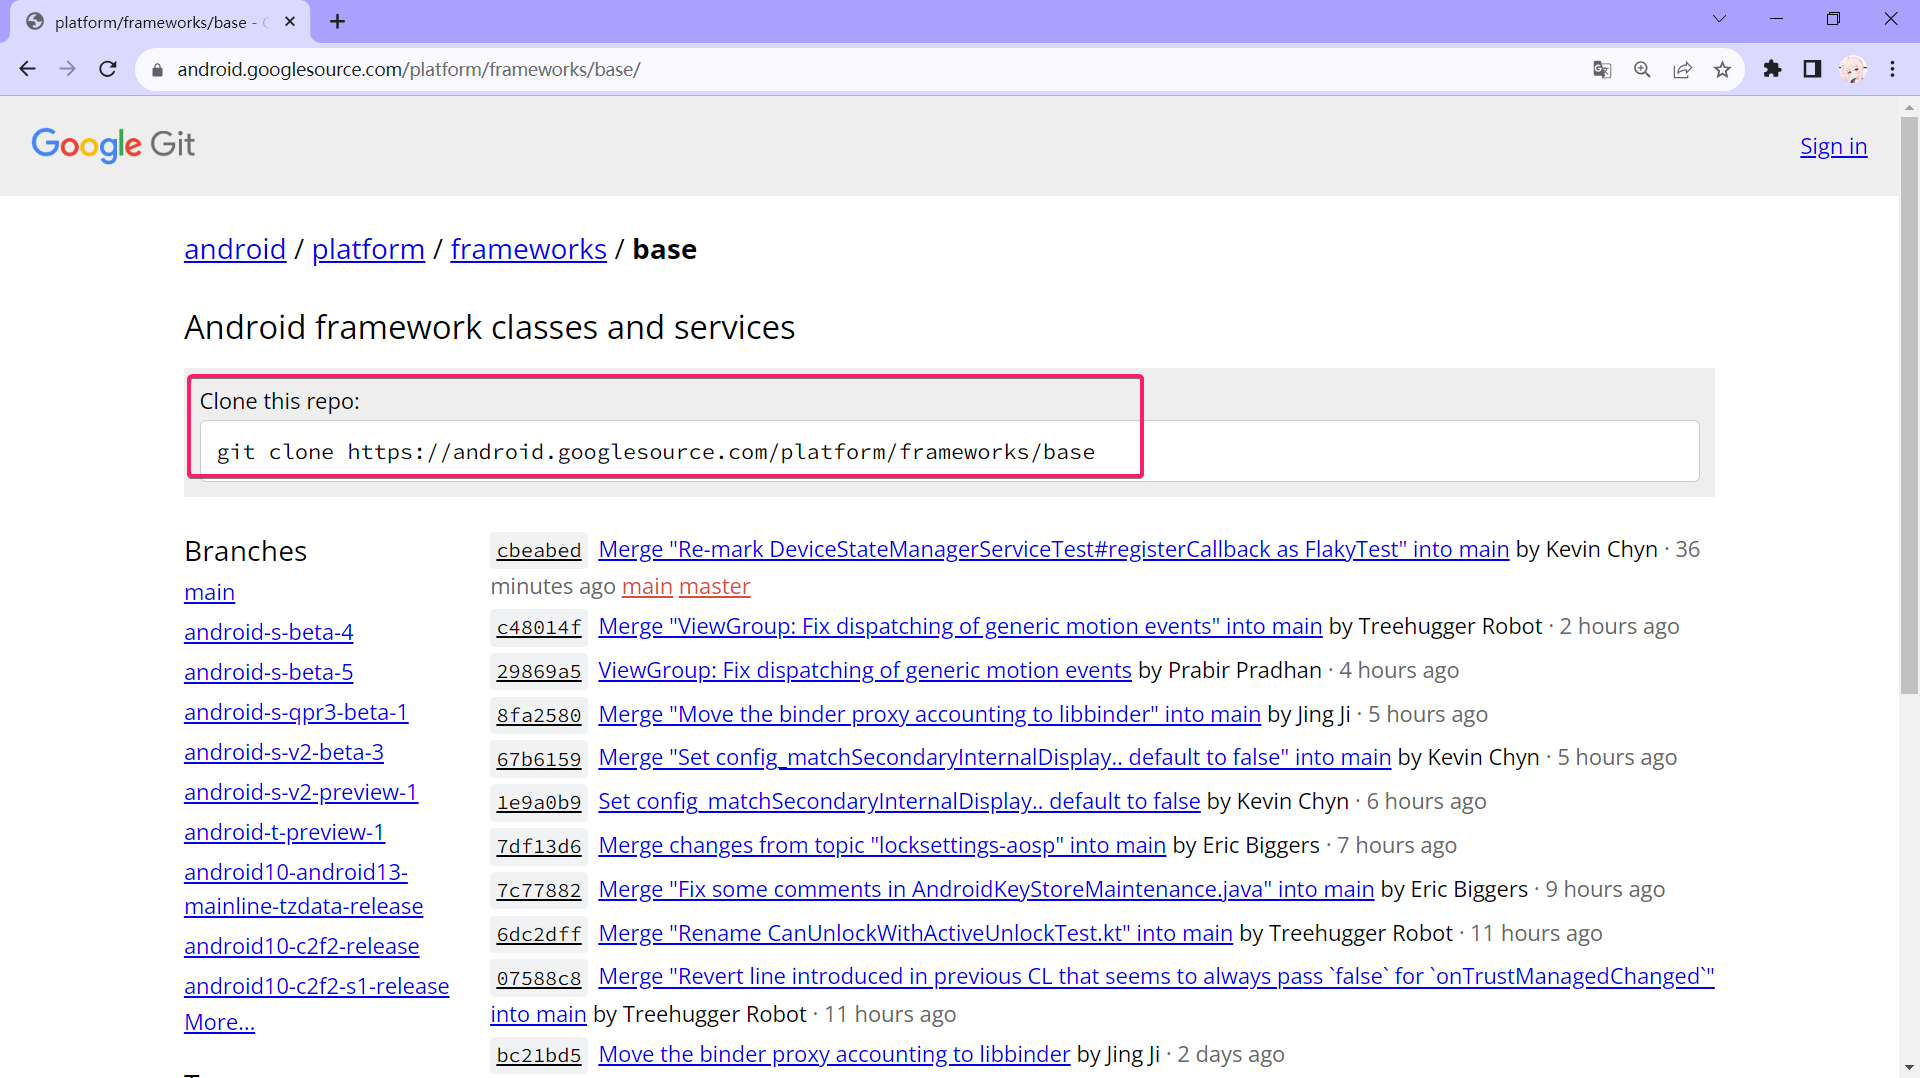 platform/frameworks/base -
android.googlesource.com/platform/frameworks/base/
Google Git
Sign in
android / platform / frameworks / base
Android framework classes and services
Clone this repo:
git clone https://android.googlesource.com/platform/frameworks/base
Branches
main
android-s-beta-4
android-s-beta-5
android-s-qpr3-beta-1
android-s-v2-beta-3
android-s-v2-preview-1
android-t-preview-1
android10-android13-
mainline-tzdata-release
android10-c2f2-release
android10-c2f2-s1-release
More...
cbeabed Merge "Re-mark DeviceStateManagerServiceTest#registerCallback as FlakyTest" into main by Kevin Chyn · 36
minutes ago main master
c48014f Merge "ViewGroup: Fix dispatching of generic motion events" into main by Treehugger Robot · 2 hours ago
29869a5 ViewGroup: Fix dispatching of generic motion events by Prabir Pradhan · 4 hours ago
8fa2580 Merge "Move the binder proxy accounting to libbinder" into main by Jing Ji · 5 hours ago
67b6159 Merge "Set config_matchSecondaryInternalDisplay.. default to false" into main by Kevin Chyn · 5 hours ago
1e9a0b9 Set config_matchSecondaryInternalDisplay.. default to false by Kevin Chyn · 6 hours ago
7df13d6 Merge changes from topic "locksettings-aosp" into main by Eric Biggers · 7 hours ago
7c77882 Merge "Fix some comments in AndroidKeyStoreMaintenance.java" into main by Eric Biggers · 9 hours ago
6dc2dff Merge "Rename CanUnlockWithActiveUnlockTest.kt" into main by Treehugger Robot · 11 hours ago
07588c8 Merge "Revert line introduced in previous CL that seems to always pass `false` for `onTrustManagedChanged`"
into main by Treehugger Robot · 11 hours ago
bc21bd5 Move the binder proxy accounting to libbinder by Jing Ji · 2 days ago